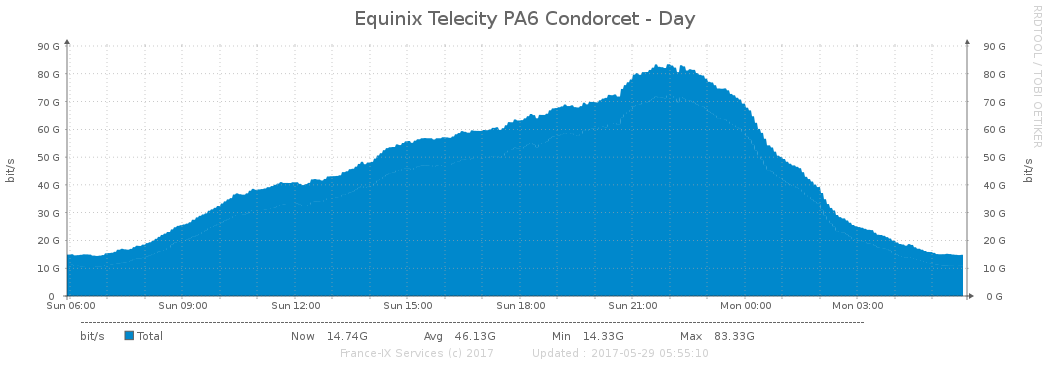 Equinix Telecity PA6 Condorcet - Day
RRDTOOL / TOBI OETIKER
90 G 90 G
80 G 80 G
70 G 70 G
60 G 60 G
50 G 50 G
40 G 40 G
30 G 30 G
20 G 20 G
10 G 10 G
0 0 G
bit/s
bit/s
Sun 06:00 Sun 09:00 Sun 12:00 Sun 15:00 Sun 18:00 Sun 21:00 Mon 00:00 Mon 03:00
bit/s Total Now 14.74G Avg 46.13G Min 14.33G Max 83.33G
France-IX Services (c) 2017 Updated : 2017-05-29 05:55:10